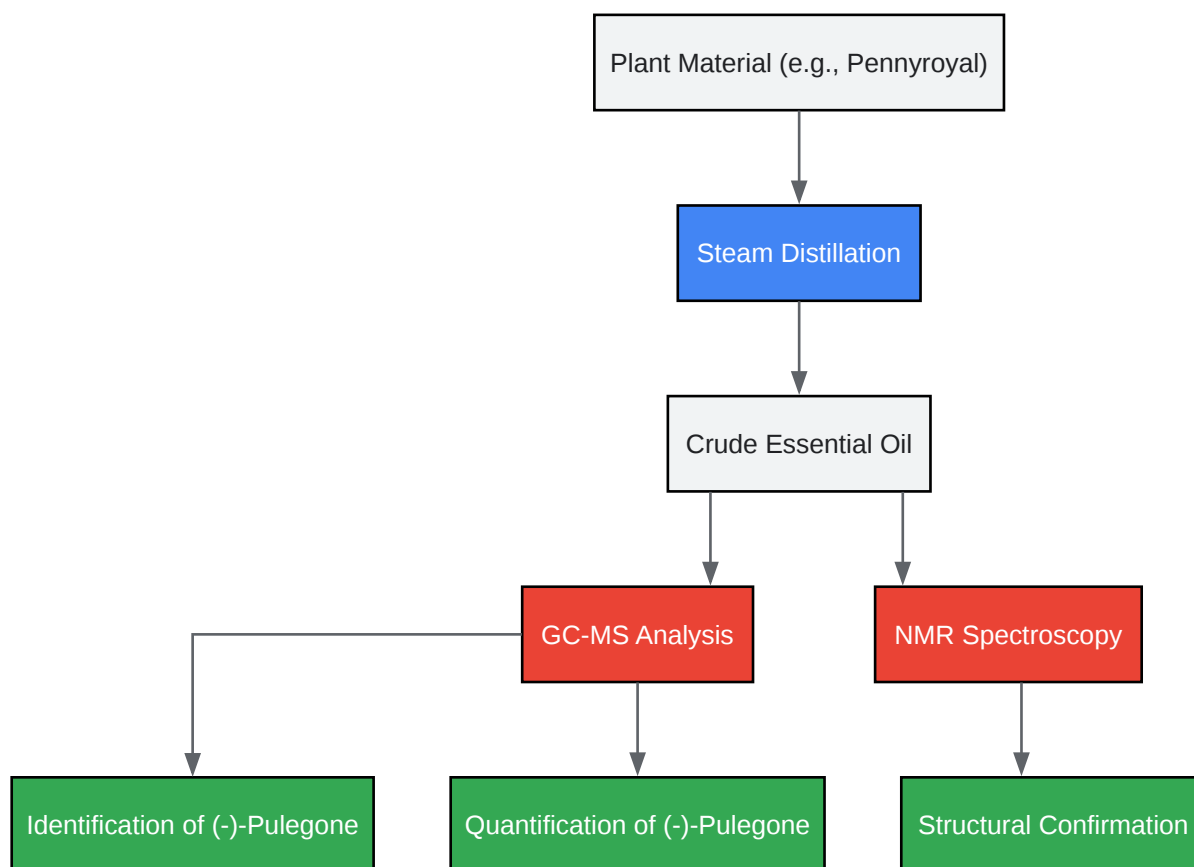 Plant Material (e.g., Pennyroyal)
Steam Distillation
Crude Essential Oil
GC-MS Analysis
NMR Spectroscopy
Identification of (-)-Pulegone
Quantification of (-)-Pulegone
Structural Confirmation